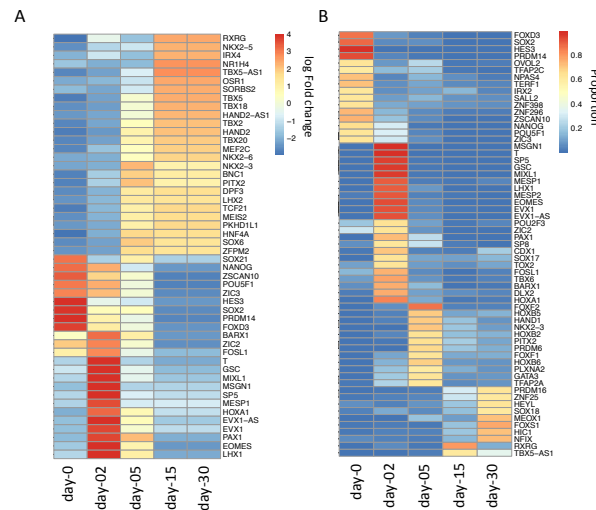 A
B
RXRG
NKX2-5
IRX4
NR1H4
TBX5-AS1
OSR1
SORBS2
TBX5
TBX18
HAND2-AS1
TBX2
HAND2
TBX20
MEF2C
NKX2-6
NKX2-3
BNC1
PITX2
DPF3
LHX2
TCF21
MEIS2
PKHD1L1
HNF4A
SOX6
ZFPM2
SOX21
NANOG
ZSCAN10
POU5F1
ZIC3
HES3
SOX2
PRDM14
FOXD3
BARX1
ZIC2
FOSL1
T
GSC
MIXL1
MSGN1
SP5
MESP1
HOXA1
EVX1-AS
EVX1
PAX1
EOMES
LHX1
day-0
day-02
day-05
day-15
day-30
4
3
2
1
0
−1
−2
log Fold change
FOXD3
SOX2
HES3
PRDM14
OVOL2
TFAP2C
NPAS4
TERF1
IRX2
SALL2
ZNF398
ZNF296
ZSCAN10
NANOG
POU5F1
ZIC3
MSGN1
T
SP5
GSC
MIXL1
MESP1
LHX1
MESP2
EOMES
EVX1
EVX1-AS
POU2F3
ZIC2
PAX1
SP8
CDX1
SOX17
TOX2
FOSL1
TBX6
BARX1
DLX2
HOXA1
FOXF2
HOXB5
HAND1
NKX2-3
HOXB2
PITX2
PRDM6
FOXF1
HOXB6
PLXNA2
GATA3
TFAP2A
PRDM16
ZNF25
HEYL
SOX18
MEOX1
FOXS1
HIC1
NFIX
RXRG
TBX5-AS1
day-0
day-02
day-05
day-15
day-30
0.8
0.6
0.4
0.2
Proportion